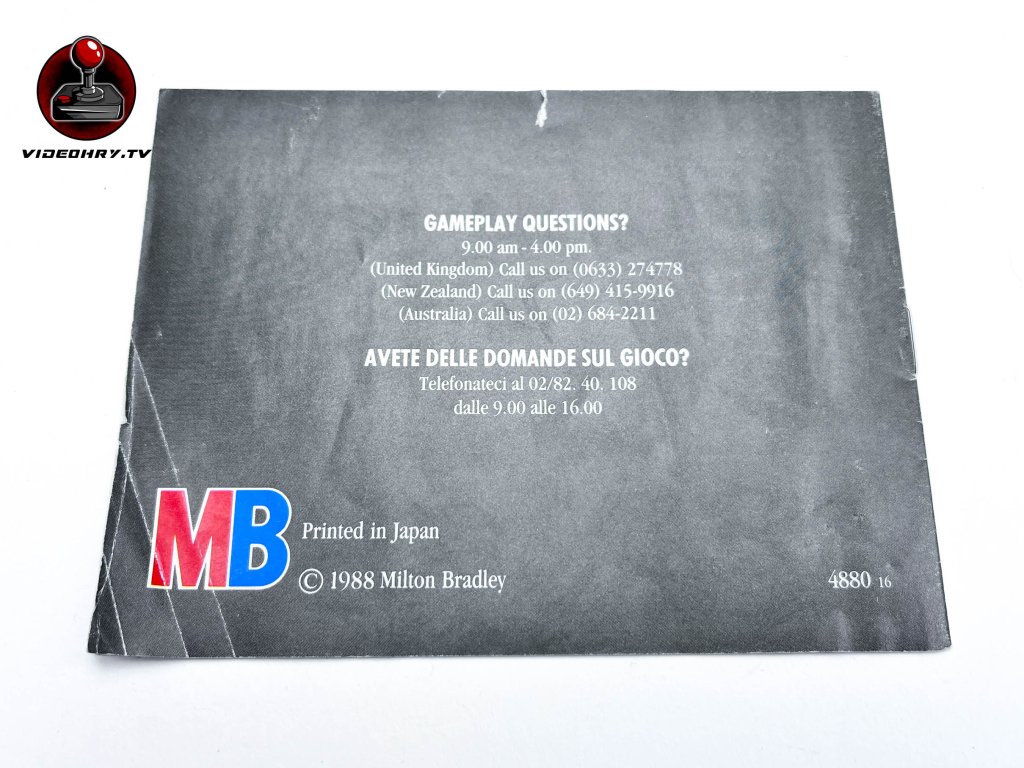 VIDEOHRY.TV
GAMEPLAY QUESTIONS?
9.00 am - 4.00 pm.
(United Kingdom) Call us on (0633) 274778
(New Zealand) Call us on (649) 415-9916
(Australia) Call us on (02) 684-2211
AVETE DELLE DOMANDE SUL GIOCO?
Telefonateci al 02/82. 40. 108
dalle 9.00 alle 16.00
MB Printed in Japan
© 1988 Milton Bradley 4880 16